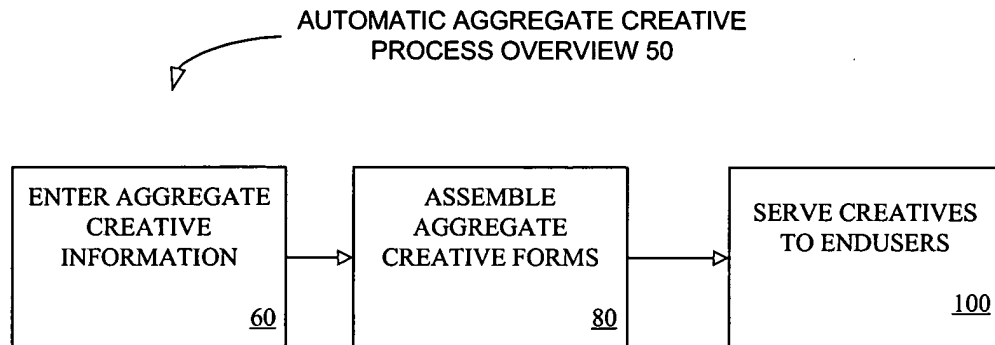 AUTOMATIC AGGREGATE CREATIVE
PROCESS OVERVIEW 50
ENTER AGGREGATE
CREATIVE
INFORMATION
60
ASSEMBLE
AGGREGATE
CREATIVE FORMS
80
SERVE CREATIVES
TO ENDUSERS
100